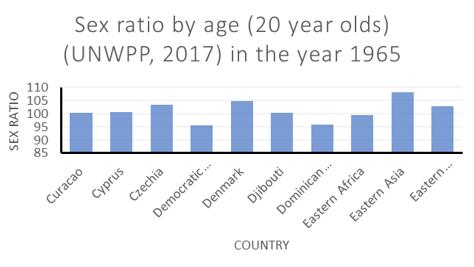 Sex ratio by age (20 year olds)
(UNWPP, 2017) in the year 1965
SEX RATIO
110
105
100
95
90
85
Curacao
Cyprus
Czechia
Democratic...
Denmark
Djibouti
Dominican...
Eastern Africa
Eastern Asia
Eastern...
COUNTRY